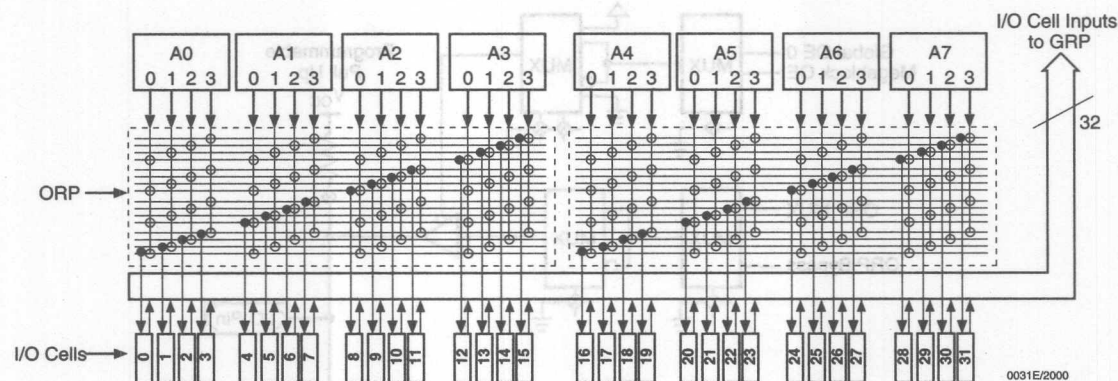 I/O Cell Inputs
to GRP
A0 A1 A2 A3 A4 A5 A6 A7
0 1 2 3 0 1 2 3 0 1 2 3 0 1 2 3 0 1 2 3 0 1 2 3 0 1 2 3 0 1 2 3
32
ORP
I/O Cells
0 1 2 3 4 5 6 7 8 9 10 11 12 13 14 15 16 17 18 19 20 21 22 23 24 25 26 27 28 29 30 31
0031E/2000